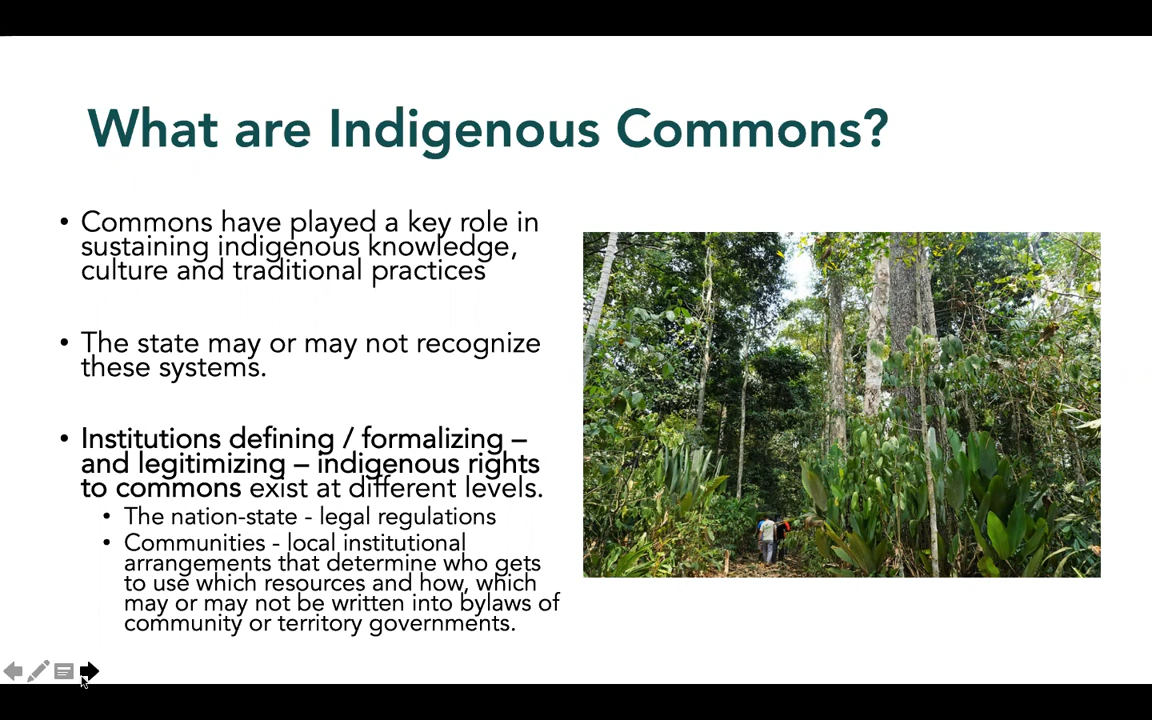 What are Indigenous Commons?
• Commons have played a key role in
sustaining indigenous knowledge,
culture and traditional practices
• The state may or may not recognize
these systems.
• Institutions defining / formalizing –
and legitimizing – indigenous rights
to commons exist at different levels.
• The nation-state - legal regulations
• Communities - local institutional
arrangements that determine who gets
to use which resources and how, which
may or may not be written into bylaws of
community or territory governments.